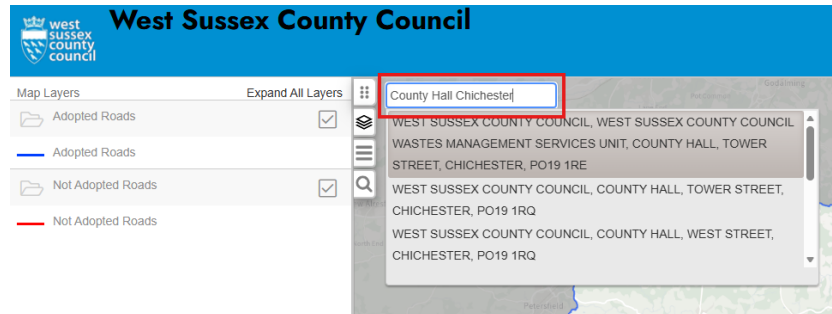 west
sussex
county
council
West Sussex County Council
Map Layers
Expand All Layers
Adopted Roads
Adopted Roads
Not Adopted Roads
Not Adopted Roads
County Hall Chichester
WEST SUSSEX COUNTY COUNCIL, WEST SUSSEX COUNTY COUNCIL
WASTES MANAGEMENT SERVICES UNIT, COUNTY HALL, TOWER
STREET, CHICHESTER, PO19 1RE
WEST SUSSEX COUNTY COUNCIL, COUNTY HALL, TOWER STREET,
CHICHESTER, PO19 1RQ
WEST SUSSEX COUNTY COUNCIL, COUNTY HALL, WEST STREET,
CHICHESTER, PO19 1RQ
Godalming
Petersfield